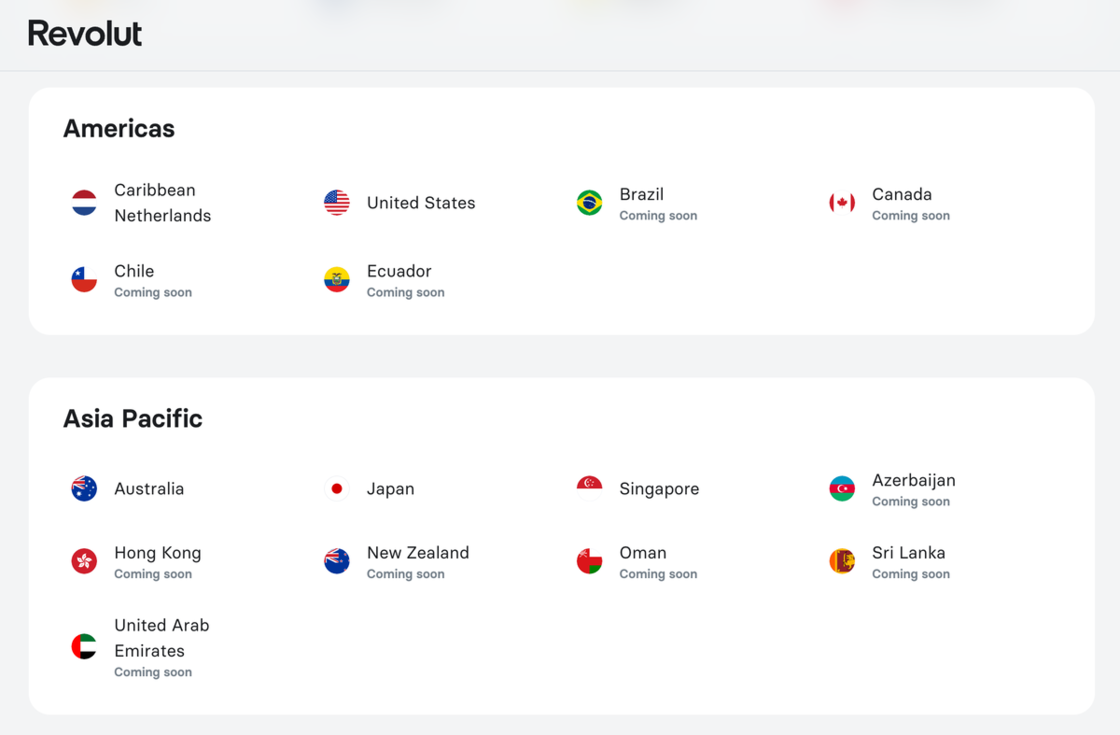 Revolut
Americas
Caribbean
Netherlands
United States
Brazil
Coming soon
Canada
Coming soon
Chile
Coming soon
Ecuador
Coming soon
Asia Pacific
Australia
Japan
Singapore
Azerbaijan
Coming soon
Hong Kong
Coming soon
New Zealand
Coming soon
Oman
Coming soon
Sri Lanka
Coming soon
United Arab
Emirates
Coming soon